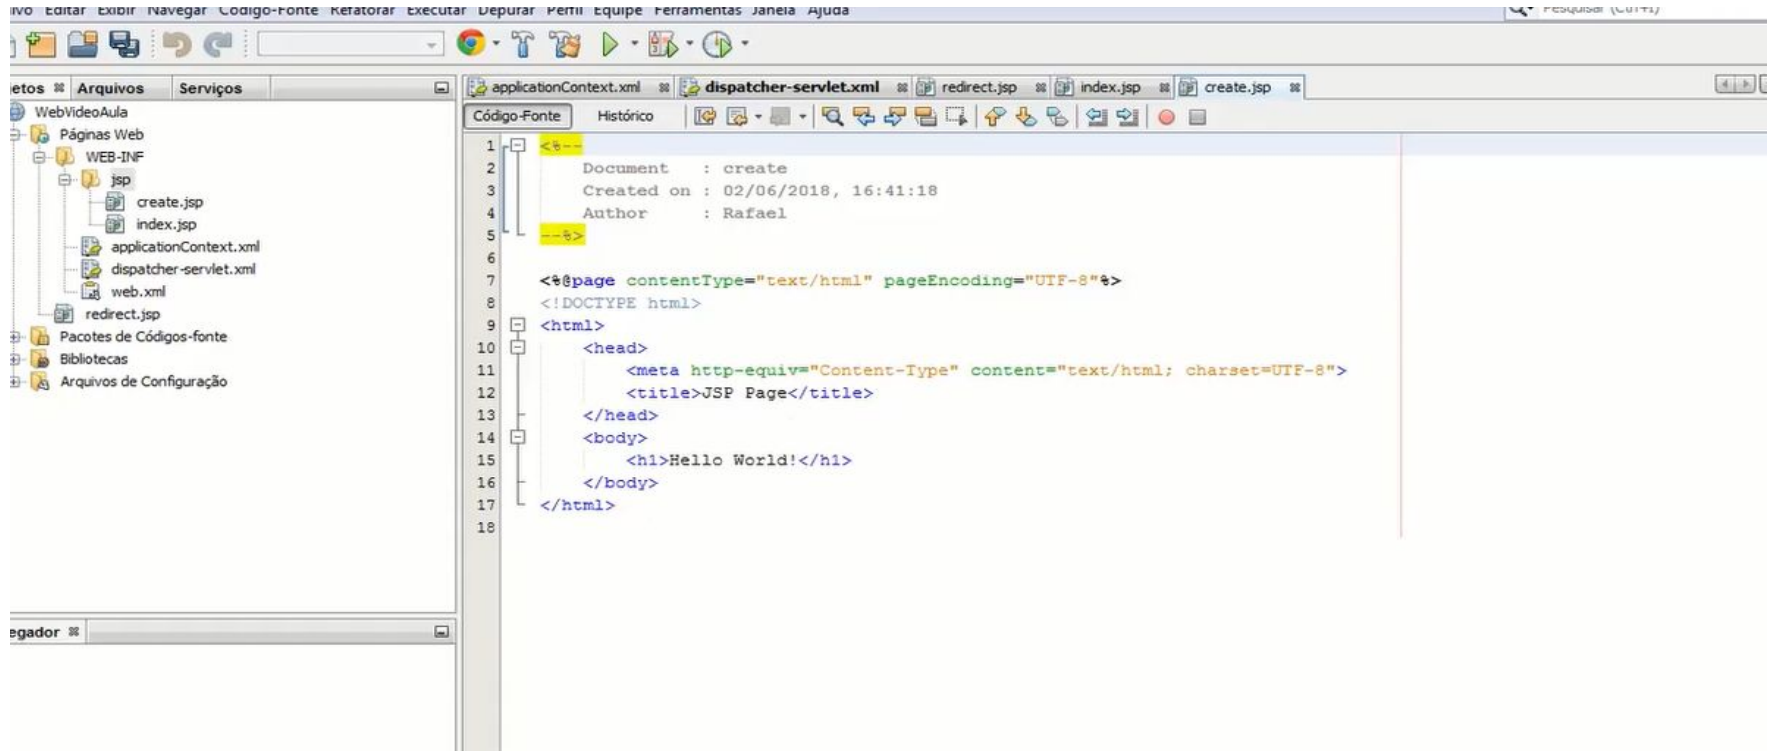 Editar Exibir Navegar Código-Fonte Refatorar Executar Depurar Perfil Equipe Ferramentas Janela Ajuda
Pesquisar (Ctrl+I)
Arquivos Serviços
applicationContext.xml dispatcher-servlet.xml redirect.jsp index.jsp create.jsp
Código-Fonte Histórico
WebVideoAula
Páginas Web
WEB-INF
jsp
create.jsp
index.jsp
applicationContext.xml
dispatcher-servlet.xml
web.xml
redirect.jsp
Pacotes de Códigos-fonte
Bibliotecas
Arquivos de Configuração
1 <%--
2 Document : create
3 Created on : 02/06/2018, 16:41:18
4 Author : Rafael
5 --%>
6
7 <%@page contentType="text/html" pageEncoding="UTF-8"%>
8 <!DOCTYPE html>
9 <html>
10 <head>
11 <meta http-equiv="Content-Type" content="text/html; charset=UTF-8">
12 <title>JSP Page</title>
13 </head>
14 <body>
15 <h1>Hello World!</h1>
16 </body>
17 </html>
18